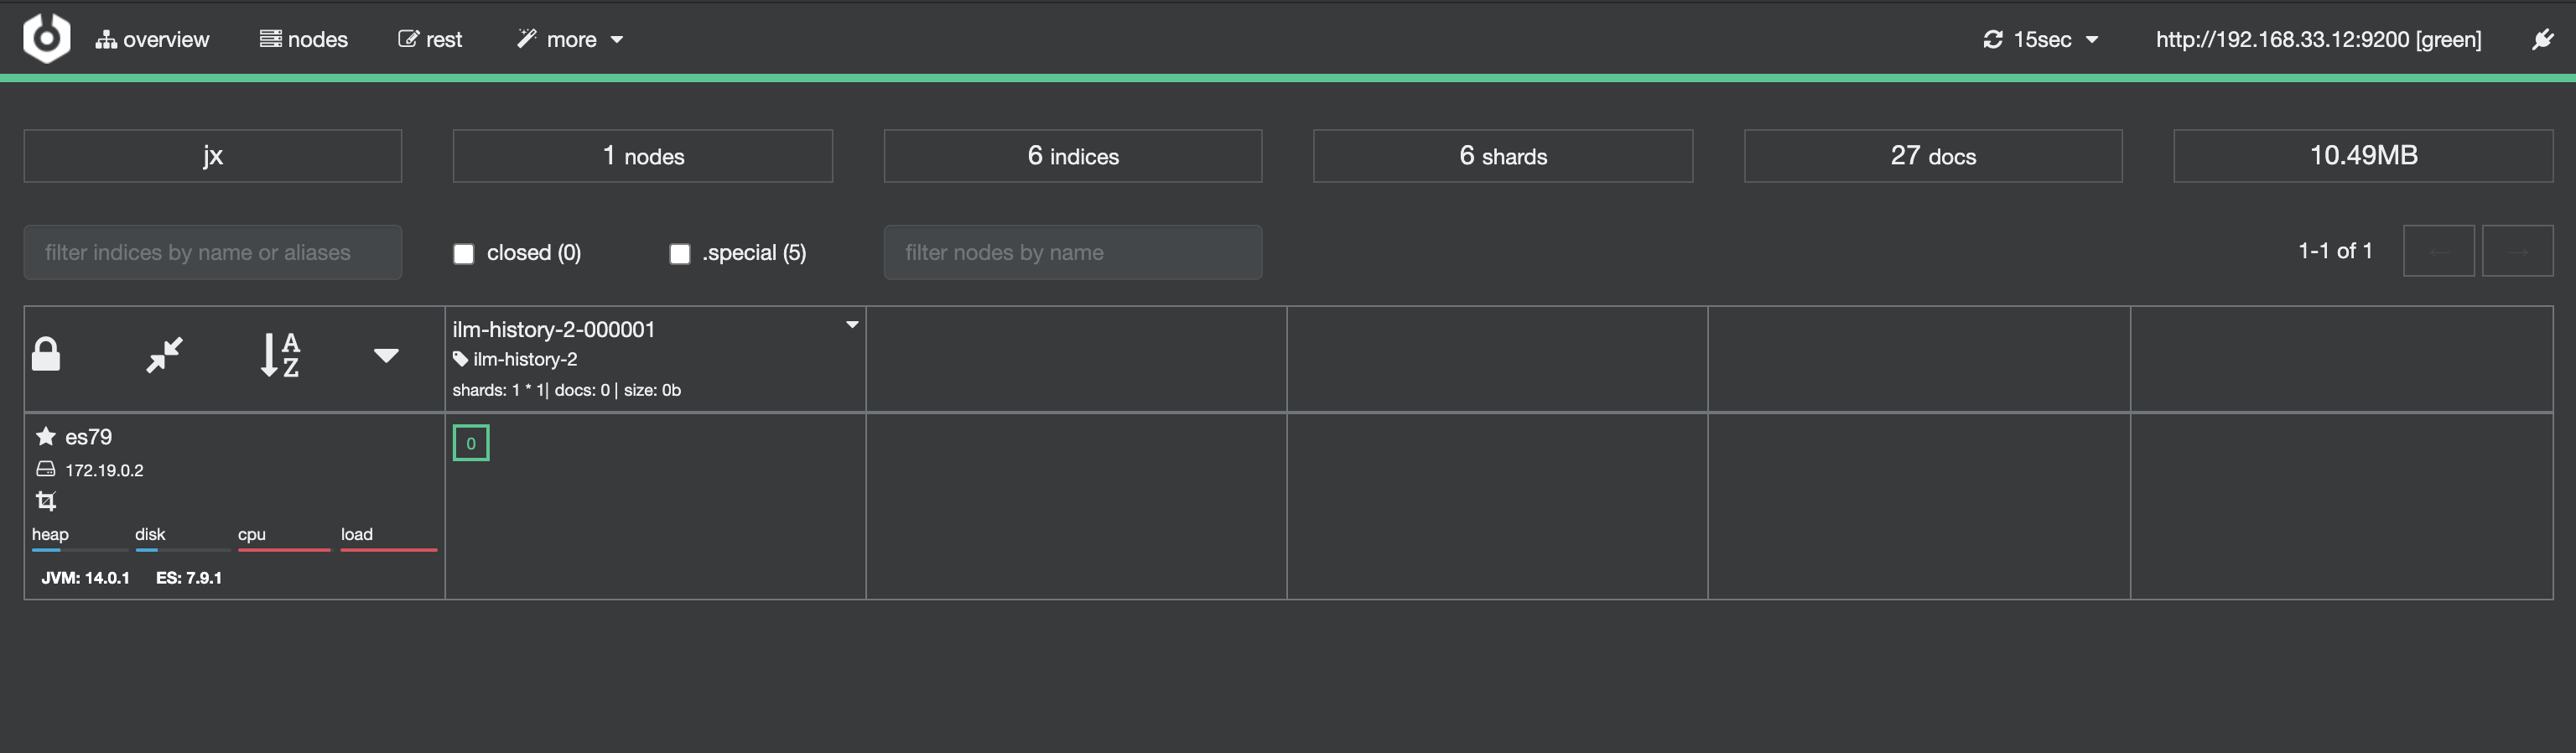 overview nodes rest more 15sec http://192.168.33.12:9200 [green]
jx 1 nodes 6 indices 6 shards 27 docs 10.49MB
filter indices by name or aliases closed (0) .special (5) filter nodes by name 1-1 of 1 ← →
A
Z
ilm-history-2-000001
ilm-history-2
shards: 1 * 1| docs: 0 | size: 0b
es79
172.19.0.2
heap disk cpu load
JVM: 14.0.1 ES: 7.9.1
0